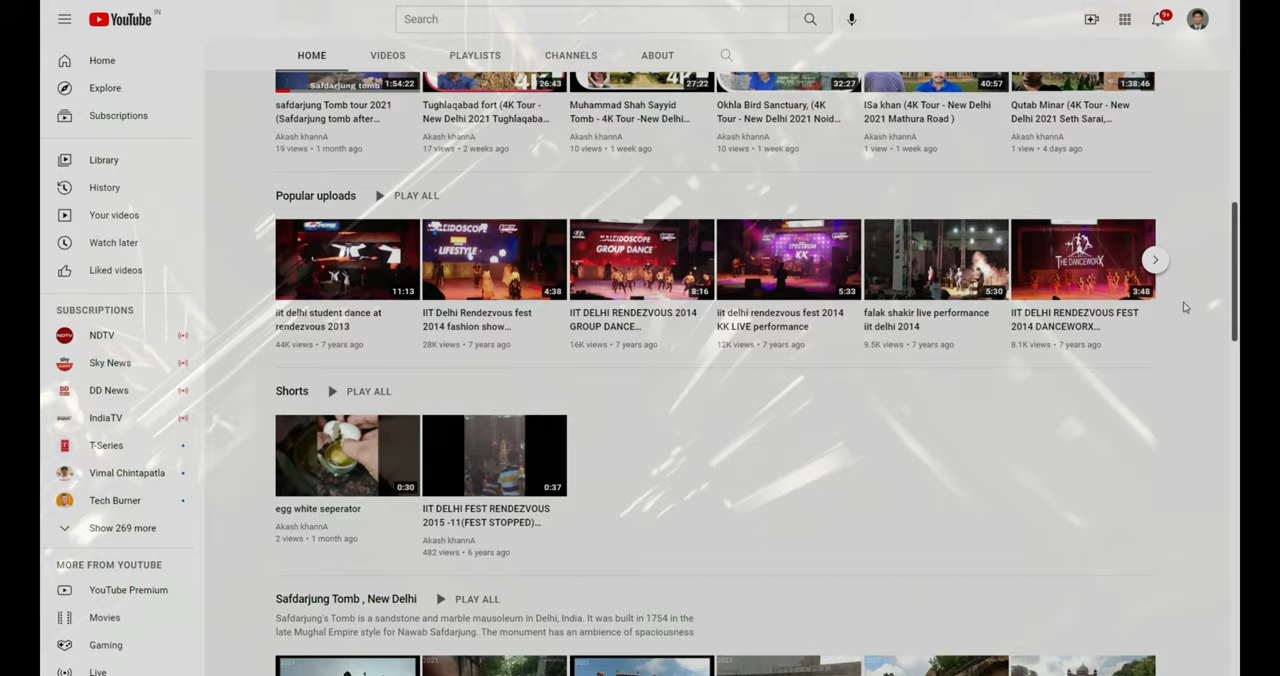 YouTube IN
Search
9+
HOME VIDEOS PLAYLISTS CHANNELS ABOUT
Home
Explore
Subscriptions
Library
History
Your videos
Watch later
Liked videos
SUBSCRIPTIONS
NDTV
Sky News
DD News
IndiaTV
T-Series
Vimal Chintapatla
Tech Burner
Show 269 more
MORE FROM YOUTUBE
YouTube Premium
Movies
Gaming
Live
Safdarjung tomb
1:54:22
safdarjung Tomb tour 2021
(Safdarjung tomb after...
Akash khannA
19 views • 1 month ago
26:43
Tughlaqabad fort (4K Tour -
New Delhi 2021 Tughlaqaba...
Akash khannA
17 views • 2 weeks ago
27:22
Muhammad Shah Sayyid
Tomb - 4K Tour -New Delhi...
Akash khannA
10 views • 1 week ago
32:27
Okhla Bird Sanctuary, (4K
Tour - New Delhi 2021 Noid...
Akash khannA
10 views • 1 week ago
40:57
ISa khan (4K Tour - New Delhi
2021 Mathura Road )
Akash khannA
1 view • 1 week ago
1:38:46
Qutab Minar (4K Tour - New
Delhi 2021 Seth Sarai,...
Akash khannA
1 view • 4 days ago
Popular uploads PLAY ALL
11:13
iit delhi student dance at
rendezvous 2013
44K views • 7 years ago
KALEIDOSCOPE
LIFESTYLE
4:38
IIT Delhi Rendezvous fest
2014 fashion show...
28K views • 7 years ago
KALEIDOSCOPE
GROUP DANCE
8:16
IIT DELHI RENDEZVOUS 2014
GROUP DANCE...
16K views • 7 years ago
SPECTRUM
KK
5:33
iit delhi rendezvous fest 2014
KK LIVE performance
12K views • 7 years ago
5:30
falak shakir live performance
iit delhi 2014
9.5K views • 7 years ago
THE DANCEWORX
3:48
IIT DELHI RENDEZVOUS FEST
2014 DANCEWORX...
8.1K views • 7 years ago
Shorts PLAY ALL
0:30
egg white seperator
Akash khannA
2 views • 1 month ago
0:37
IIT DELHI FEST RENDEZVOUS
2015 -11(FEST STOPPED)...
Akash khannA
482 views • 6 years ago
Safdarjung Tomb , New Delhi PLAY ALL
Safdarjung's Tomb is a sandstone and marble mausoleum in Delhi, India. It was built in 1754 in the
late Mughal Empire style for Nawab Safdarjung. The monument has an ambience of spaciousness
2021
2021
2021
2021